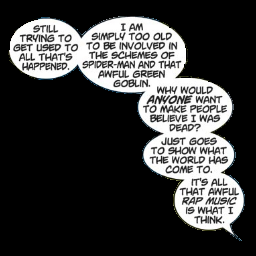 STILL
TRYING TO
GET USED TO
ALL THAT'S
HAPPENED.
I AM
SIMPLY TOO OLD
TO BE INVOLVED IN
THE SCHEMES OF
SPIDER-MAN AND THAT
AWFUL GREEN
GOBLIN.
WHY WOULD
ANYONE WANT
TO MAKE PEOPLE
BELIEVE I WAS
DEAD?
JUST GOES
TO SHOW WHAT
THE WORLD HAS
COME TO.
IT'S ALL
THAT AWFUL
RAP MUSIC
IS WHAT I
THINK.